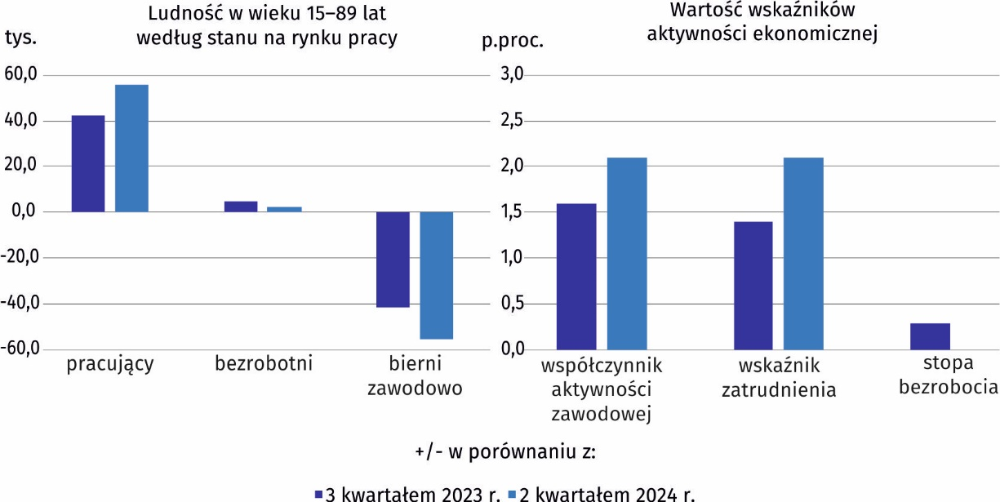 Ludność w wieku 15–89 lat
według stanu na rynku pracy
tys.
60,0
40,0
20,0
0,0
-20,0
-40,0
-60,0
pracujący
bezrobotni
bierni
zawodowo
Wartość wskaźników
aktywności ekonomicznej
p.proc.
3,0
2,5
2,0
1,5
1,0
0,5
0,0
współczynnik
aktywności
zawodowej
wskaźnik
zatrudnienia
stopa
bezrobocia
+/- w porównaniu z:
3 kwartałem 2023 r.
2 kwartałem 2024 r.